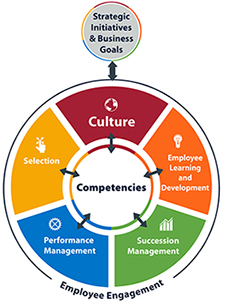 Strategic
Initiatives
& Business
Goals
Culture
Selection
Employee
Learning
and
Development
Competencies
Performance
Management
Succession
Management
Employee Engagement